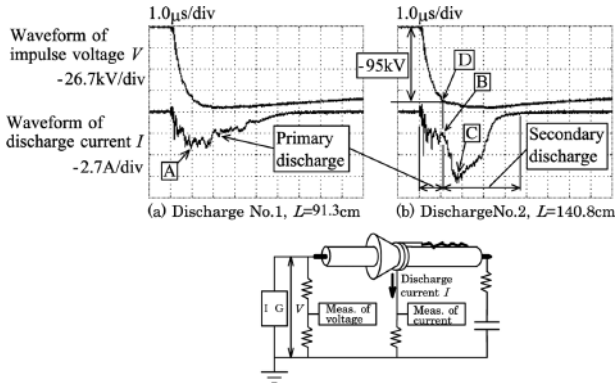 1.0μs/div
1.0μs/div
Waveform of
impulse voltage V
-26.7kV/div
-95kV
D
B
Waveform of
discharge current I
-2.7A/div
A
Primary
discharge
C
Secondary
discharge
(a) Discharge No.1, L=91.3cm
(b) DischargeNo.2, L=140.8cm
I G
V
Meas. of
voltage
Discharge
current I
Meas. of
current